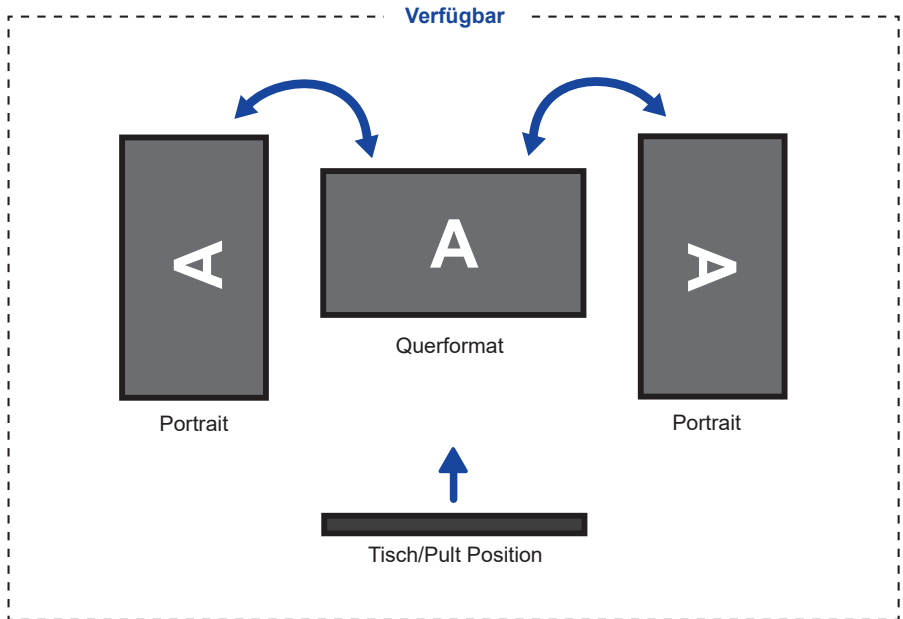 Verfügbar
A
A
A
Querformat
Portrait
Portrait
Tisch/Pult Position